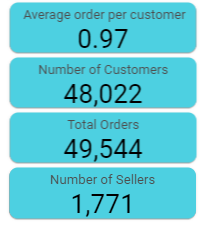 Average order per customer
0.97
Number of Customers
48,022
Total Orders
49,544
Number of Sellers
1,771